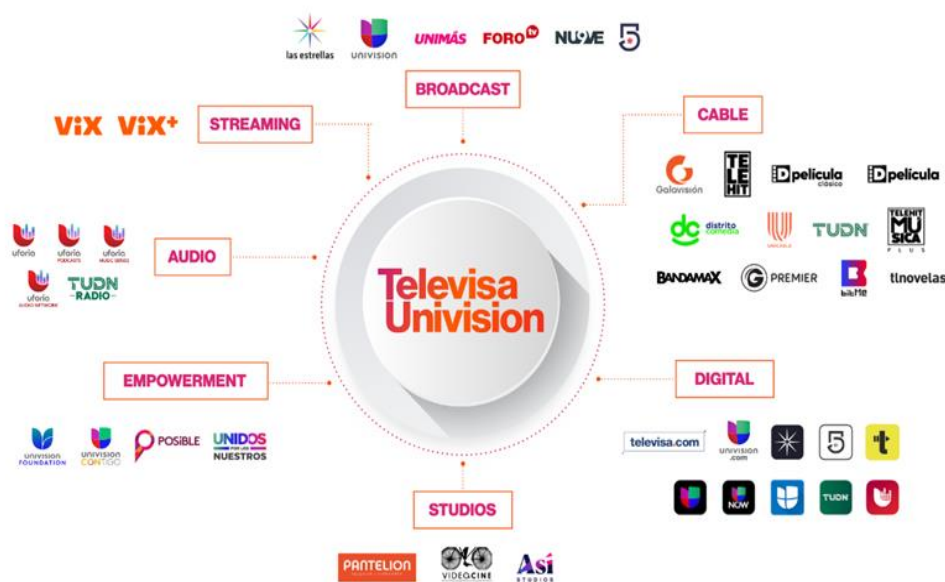 las estrellas
UNIVISION
UNIMÁS
FORO tv
NU9VE
5
BROADCAST
ViX ViX+
STREAMING
CABLE
Galavisión
TELE HIT
De película clásico
De película
dc distrito comedia
UNICABLE
TUDN
TELEHIT MÚSICA PLUS
BANDAMAX
G PREMIER
bitMe
tlnovelas
AUDIO
uforia
uforia PODCASTS
uforia MUSIC SERIES
uforia AUDIO NETWORK
TUDN -RADIO-
Televisa
Univision
EMPOWERMENT
UNIVISION FOUNDATION
UNIVISION CONTIGO
POSiBLE
UNIDOS POR LOS NUESTROS
DIGITAL
televisa.com
UNIVISION .com
5
t
NOW
TUDN
STUDIOS
PANTELION
VIDEOCINE
Así STUDIOS